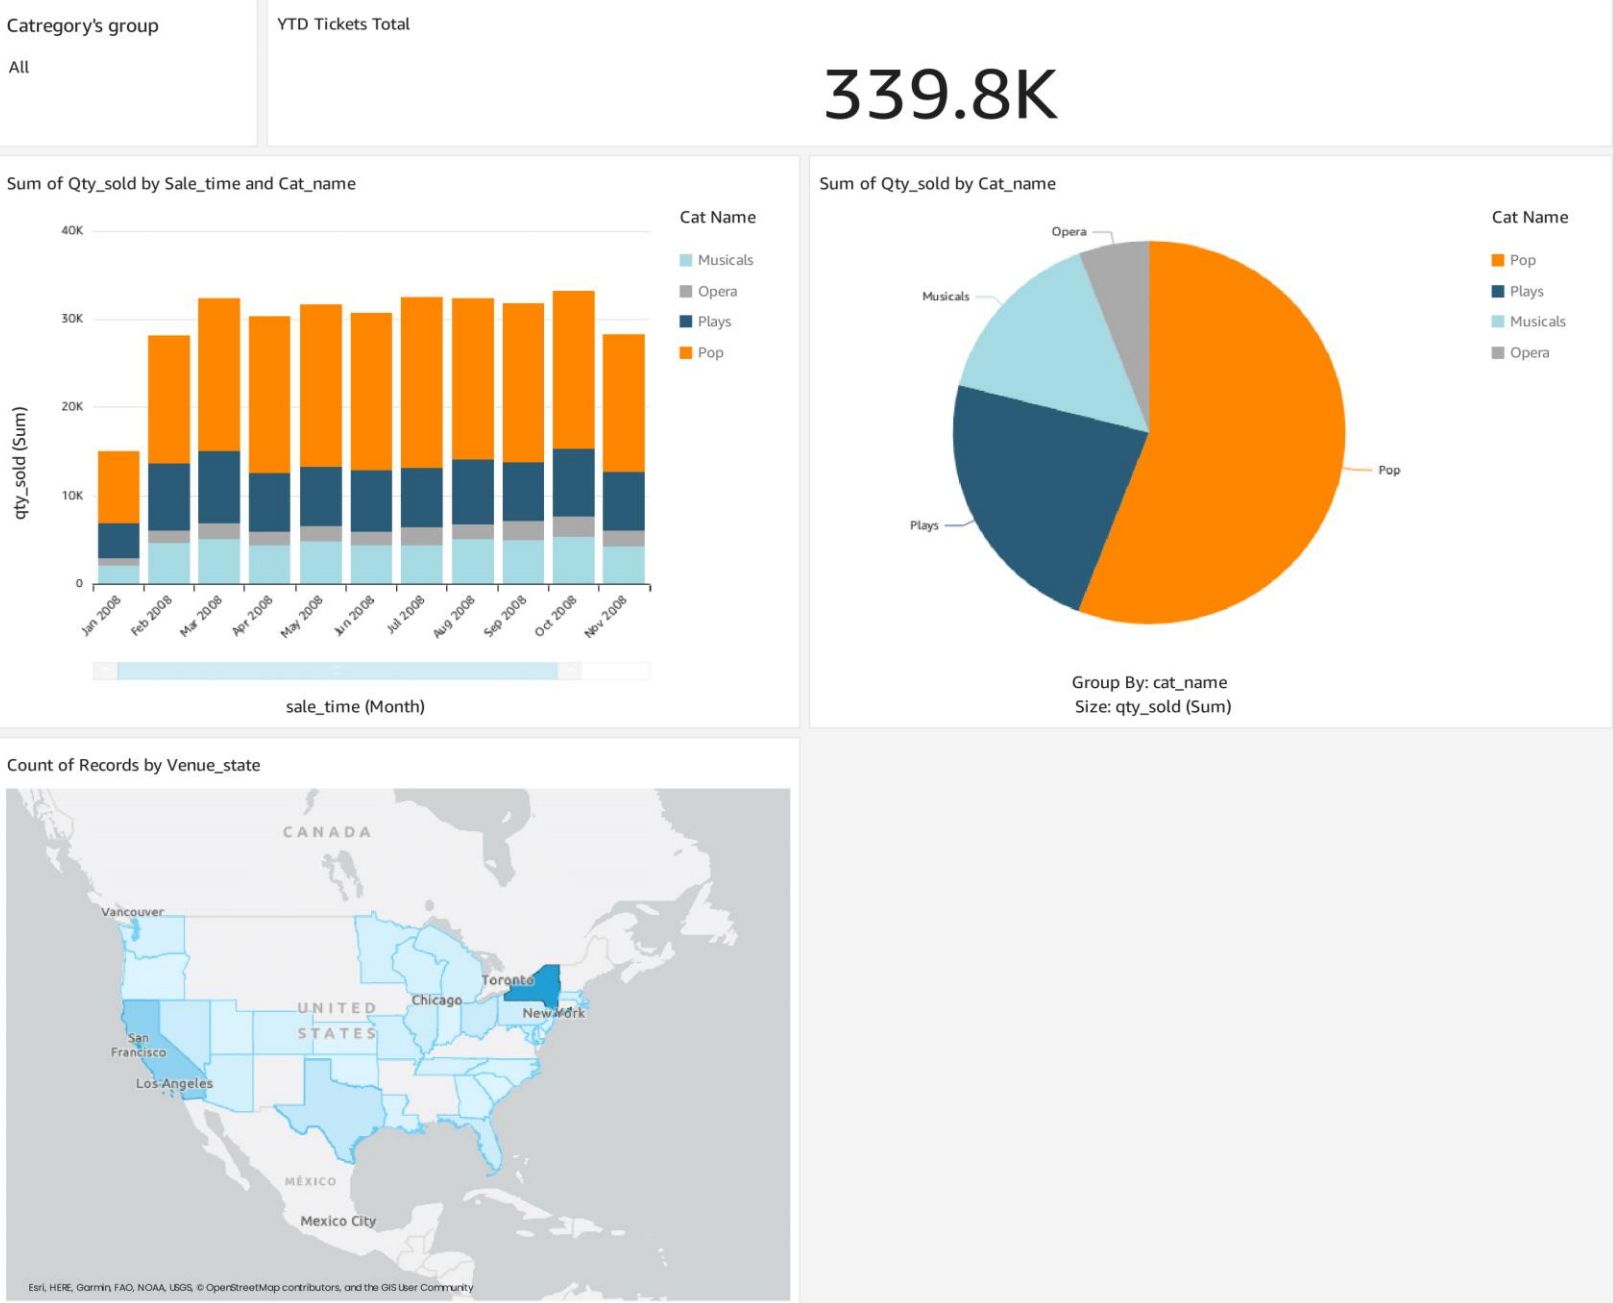 Catregory's group
All
YTD Tickets Total
339.8K
Sum of Qty_sold by Sale_time and Cat_name
qty_sold (Sum)
40K
30K
20K
10K
0
Jan 2008
Feb 2008
Mar 2008
Apr 2008
May 2008
Jun 2008
Jul 2008
Aug 2008
Sep 2008
Oct 2008
Nov 2008
sale_time (Month)
Cat Name
Musicals
Opera
Plays
Pop
Sum of Qty_sold by Cat_name
Opera
Musicals
Plays
Pop
Group By: cat_name
Size: qty_sold (Sum)
Cat Name
Pop
Plays
Musicals
Opera
Count of Records by Venue_state
CANADA
Vancouver
Toronto
Chicago
UNITED
STATES
New York
San
Francisco
Los Angeles
MÉXICO
Mexico City
Esri, HERE, Garmin, FAO, NOAA, USGS, © OpenStreetMap contributors, and the GIS User Community